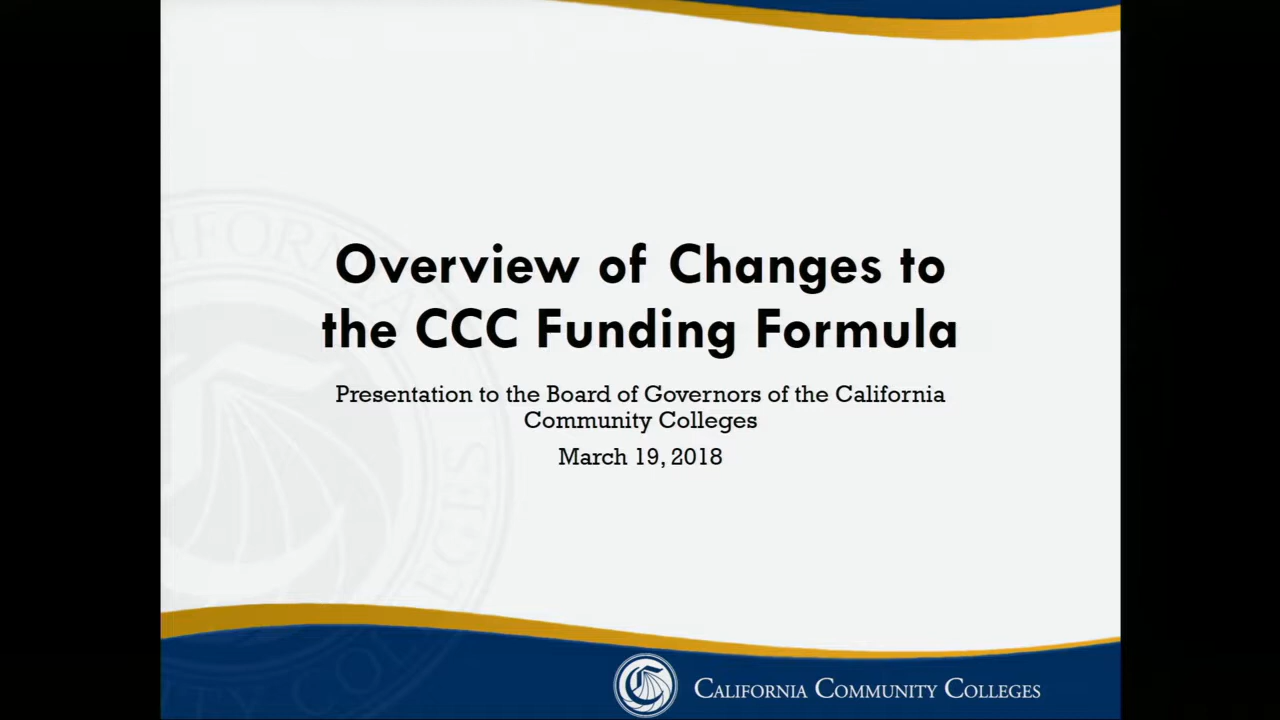 Overview of Changes to
the CCC Funding Formula
Presentation to the Board of Governors of the California
Community Colleges
March 19, 2018
CALIFORNIA COMMUNITY COLLEGES